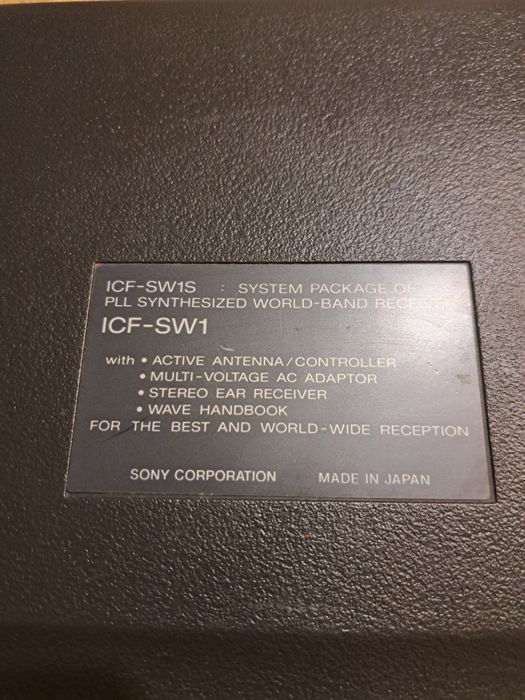 ICF-SW1S : SYSTEM PACKAGE OF
PLL SYNTHESIZED WORLD-BAND RECEIVER
ICF-SW1
with • ACTIVE ANTENNA/CONTROLLER
• MULTI-VOLTAGE AC ADAPTOR
• STEREO EAR RECEIVER
• WAVE HANDBOOK
FOR THE BEST AND WORLD-WIDE RECEPTION
SONY CORPORATION MADE IN JAPAN